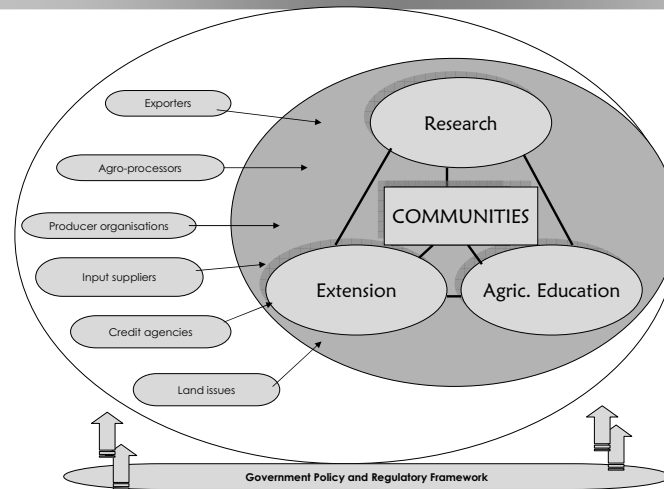 Exporters
Research
Agro-processors
COMMUNITIES
Producer organisations
Input suppliers
Extension
Agric. Education
Credit agencies
Land issues
Government Policy and Regulatory Framework